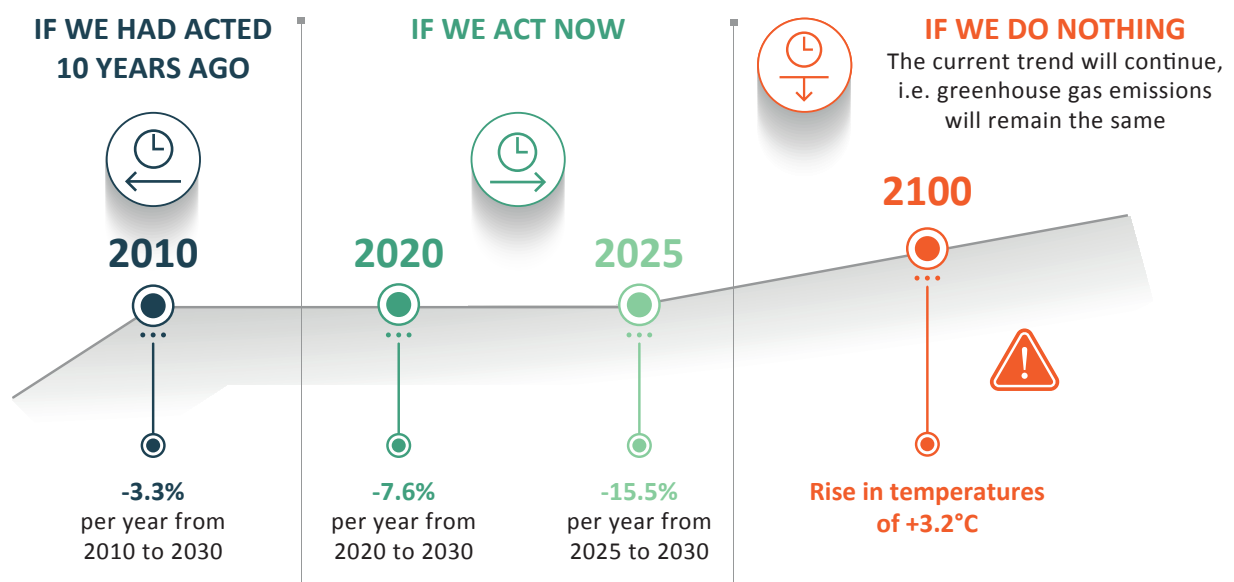 IF WE HAD ACTED
10 YEARS AGO
2010
-3.3%
per year from
2010 to 2030
IF WE ACT NOW
2020
-7.6%
per year from
2020 to 2030
2025
-15.5%
per year from
2025 to 2030
IF WE DO NOTHING
The current trend will continue,
i.e. greenhouse gas emissions
will remain the same
2100
!
Rise in temperatures
of +3.2°C